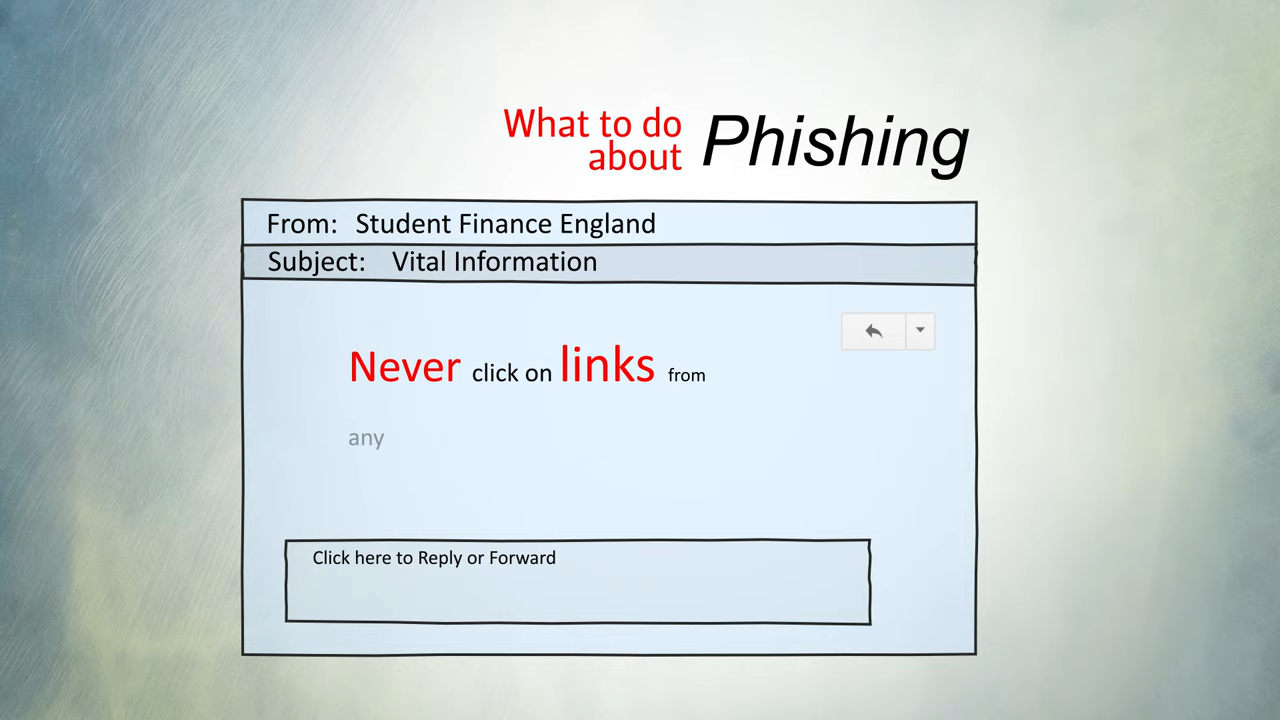 What to do
about Phishing
From: Student Finance England
Subject: Vital Information
Never click on links from
any
Click here to Reply or Forward